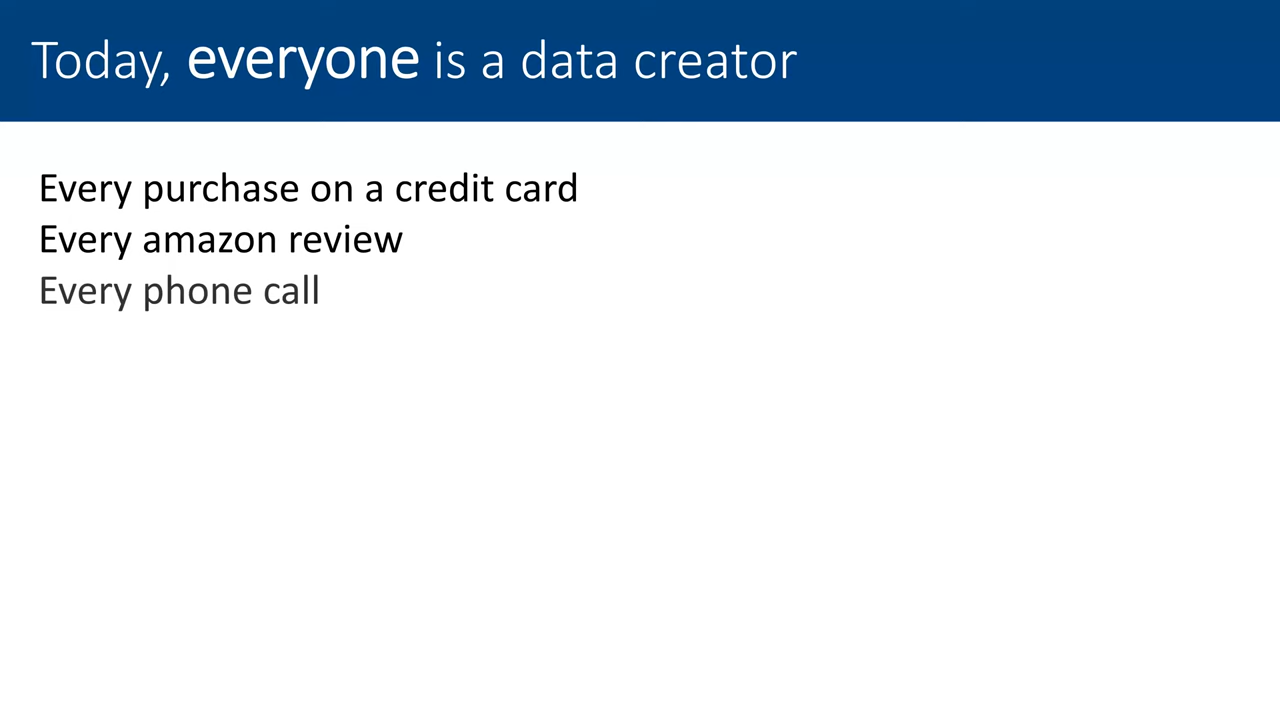 Today, everyone is a data creator
Every purchase on a credit card
Every amazon review
Every phone call